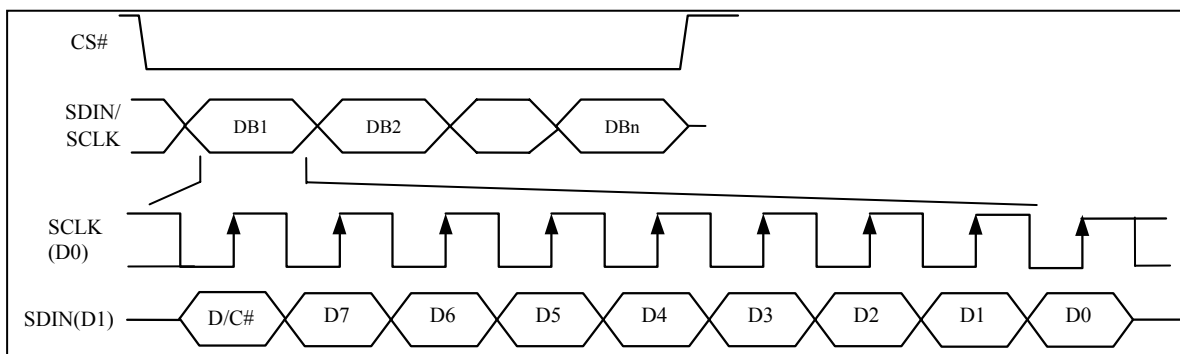 CS#
SDIN/
SCLK
DB1 DB2 DBn
SCLK
(D0)
SDIN(D1) D/C# D7 D6 D5 D4 D3 D2 D1 D0